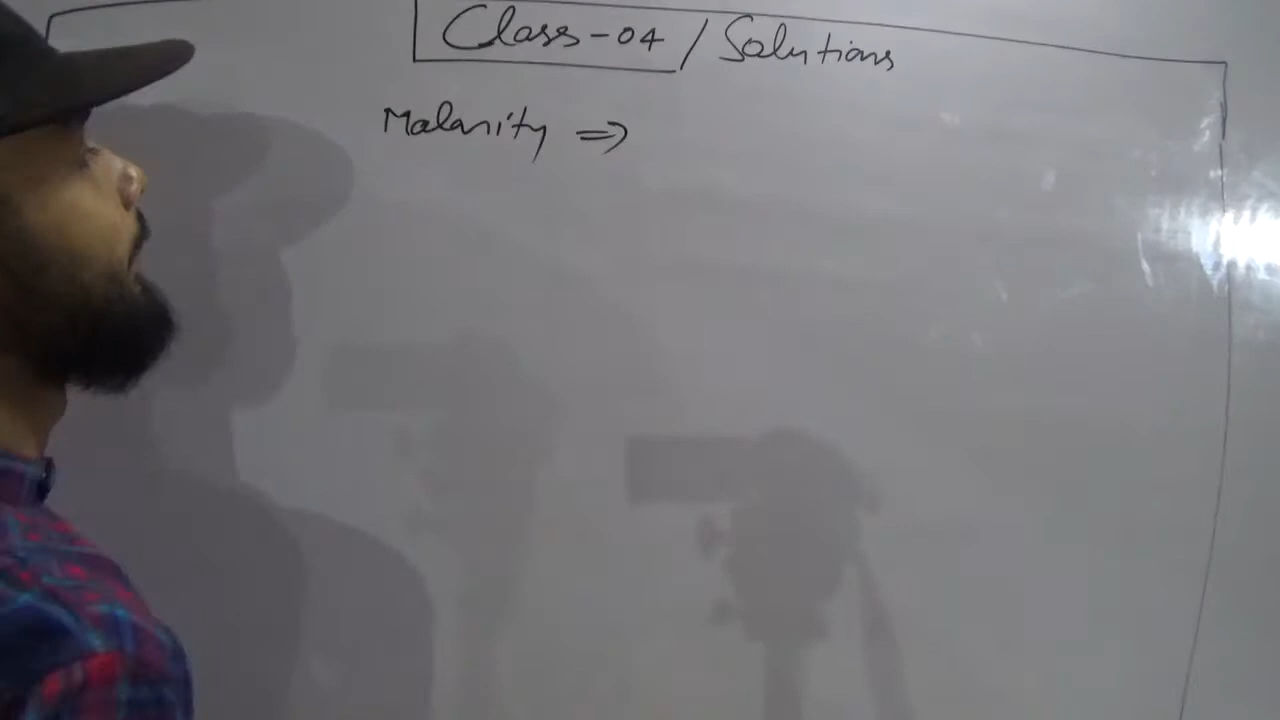 Class-04 / Solutions
Molarity ⇒